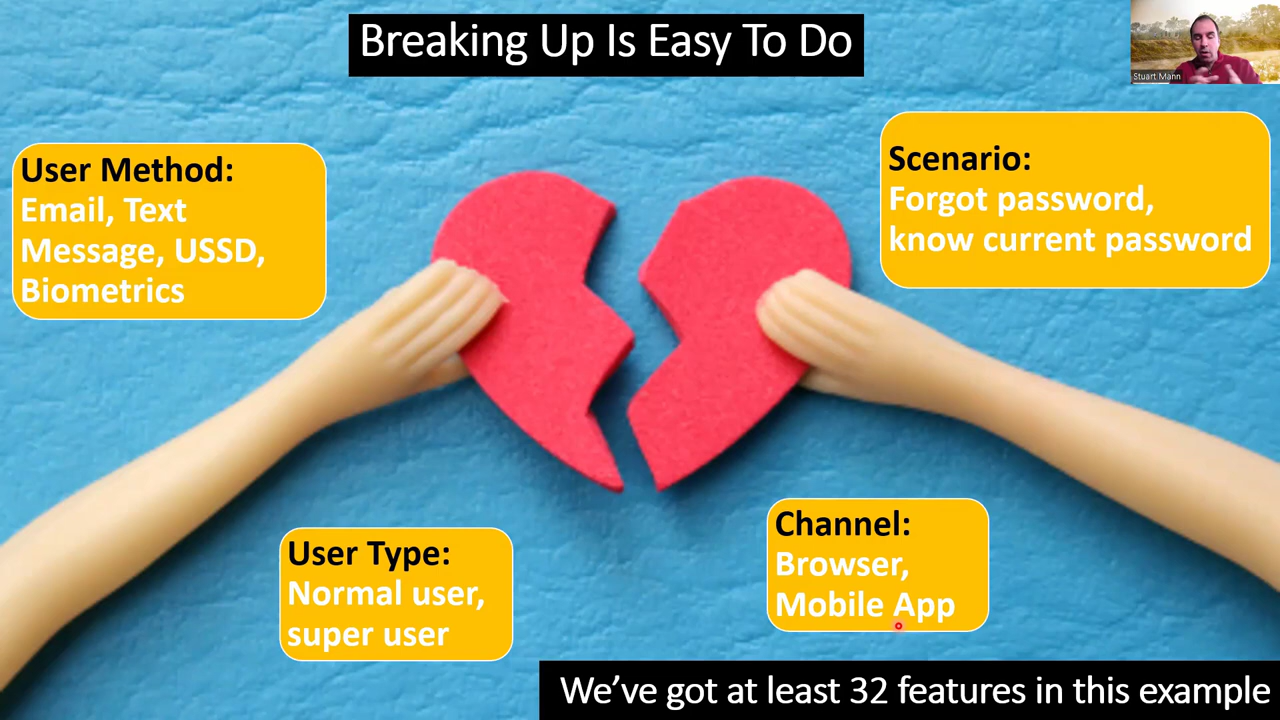 Breaking Up Is Easy To Do
Stuart Mann
User Method:
Email, Text
Message, USSD,
Biometrics
Scenario:
Forgot password,
know current password
User Type:
Normal user,
super user
Channel:
Browser,
Mobile App
We’ve got at least 32 features in this example